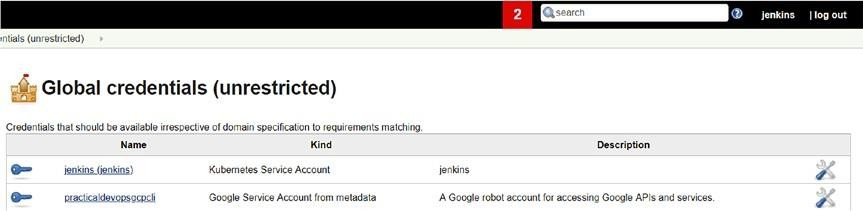 2 search jenkins | log out
entials (unrestricted)
Global credentials (unrestricted)
Credentials that should be available irrespective of domain specification to requirements matching.
Name Kind Description
jenkins (jenkins) Kubernetes Service Account jenkins
practicaldevopsgcpcli Google Service Account from metadata A Google robot account for accessing Google APIs and services.